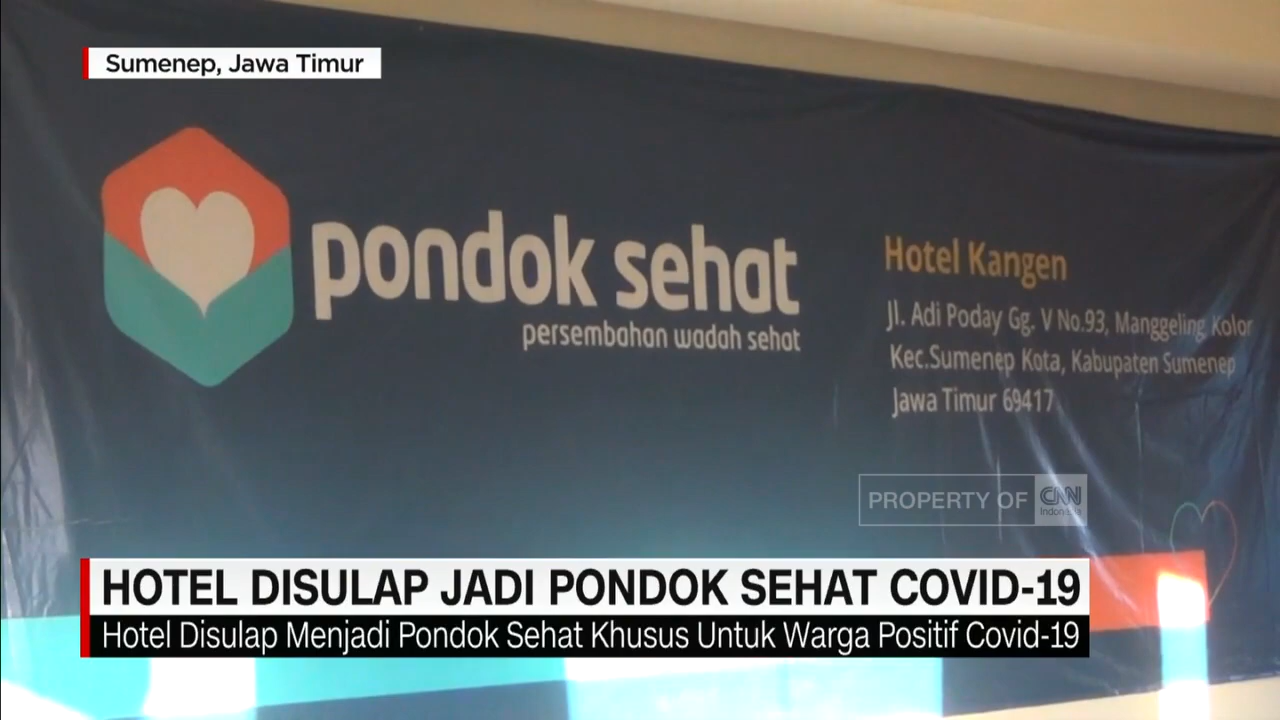 Sumenep, Jawa Timur
pondok sehat
persembahan wadah sehat
Hotel Kangen
Jl. Adi Poday Gg. V No.93, Manggeling Kolor
Kec.Sumenep Kota, Kabupaten Sumenep
Jawa Timur 69417
PROPERTY OF CNN Indonesia
HOTEL DISULAP JADI PONDOK SEHAT COVID-19
Hotel Disulap Menjadi Pondok Sehat Khusus Untuk Warga Positif Covid-19